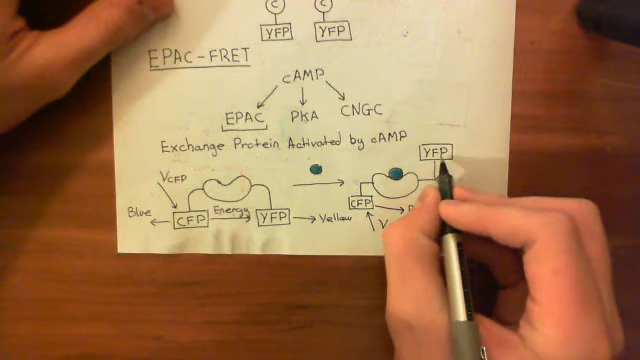 C C
YFP YFP
EPAC-FRET
cAMP
EPAC PKA CNGC
Exchange Protein Activated by cAMP
YFP
VCFP
Blue CFP Energy YFP Yellow
CFP
V